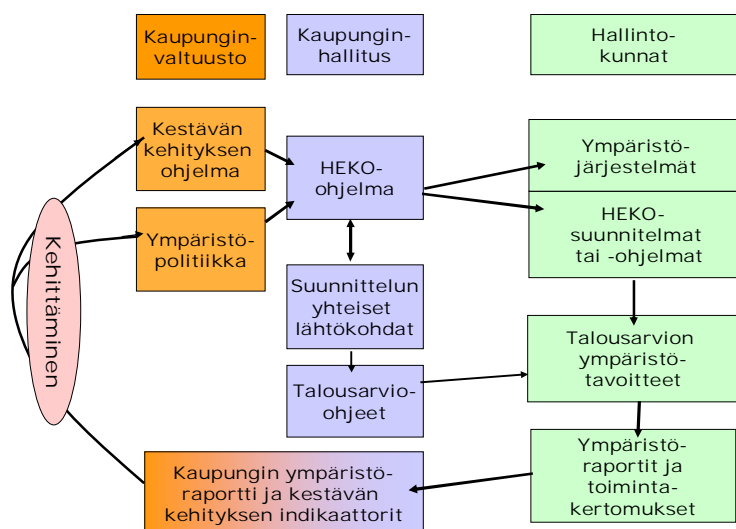 Kaupungin-
valtuusto
Kaupungin-
hallitus
Hallinto-
kunnat
Kestävän
kehityksen
ohjelma
HEKO-
ohjelma
Ympäristö-
järjestelmät
Ympäristö-
politiikka
HEKO-
suunnitelmat
tai -ohjelmat
Kehittäminen
Suunnittelun
yhteiset
lähtökohdat
Talousarvion
ympäristö-
tavoitteet
Talousarvio-
ohjeet
Kaupungin ympäristö-
raportti ja kestävän
kehityksen indikaattorit
Ympäristö-
raportit ja
toiminta-
kertomukset